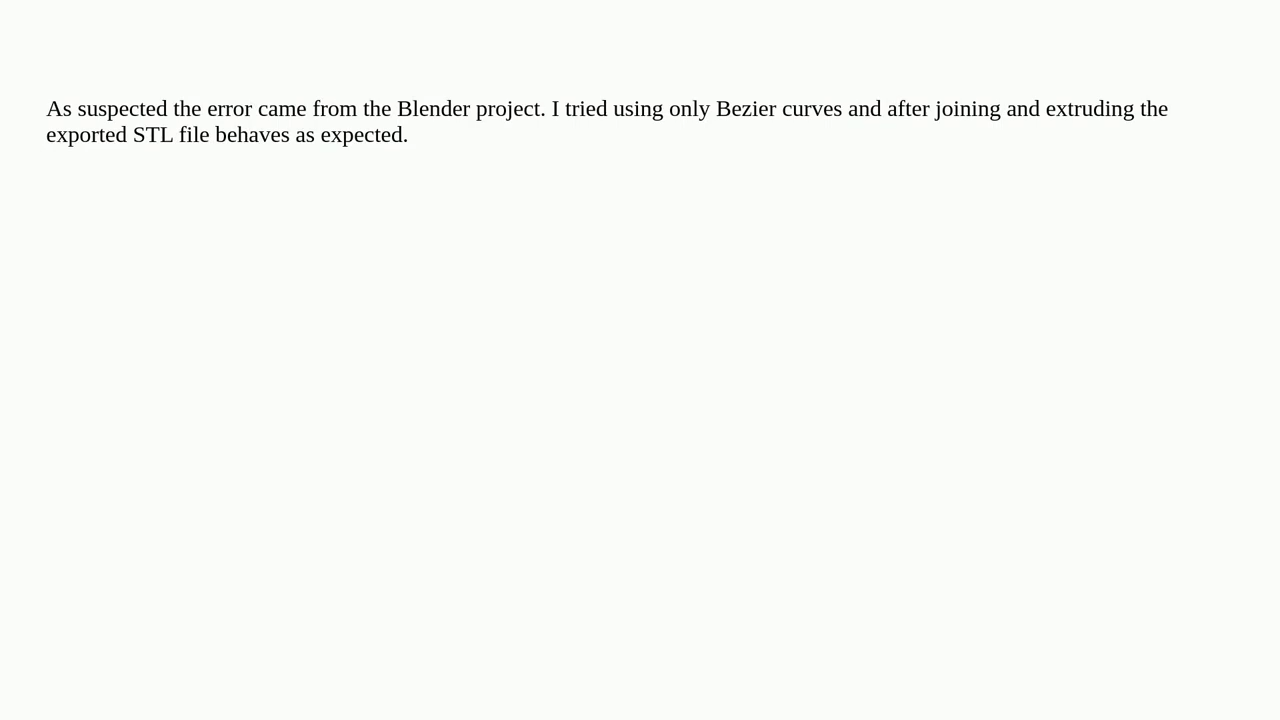 As suspected the error came from the Blender project. I tried using only Bezier curves and after joining and extruding the
exported STL file behaves as expected.